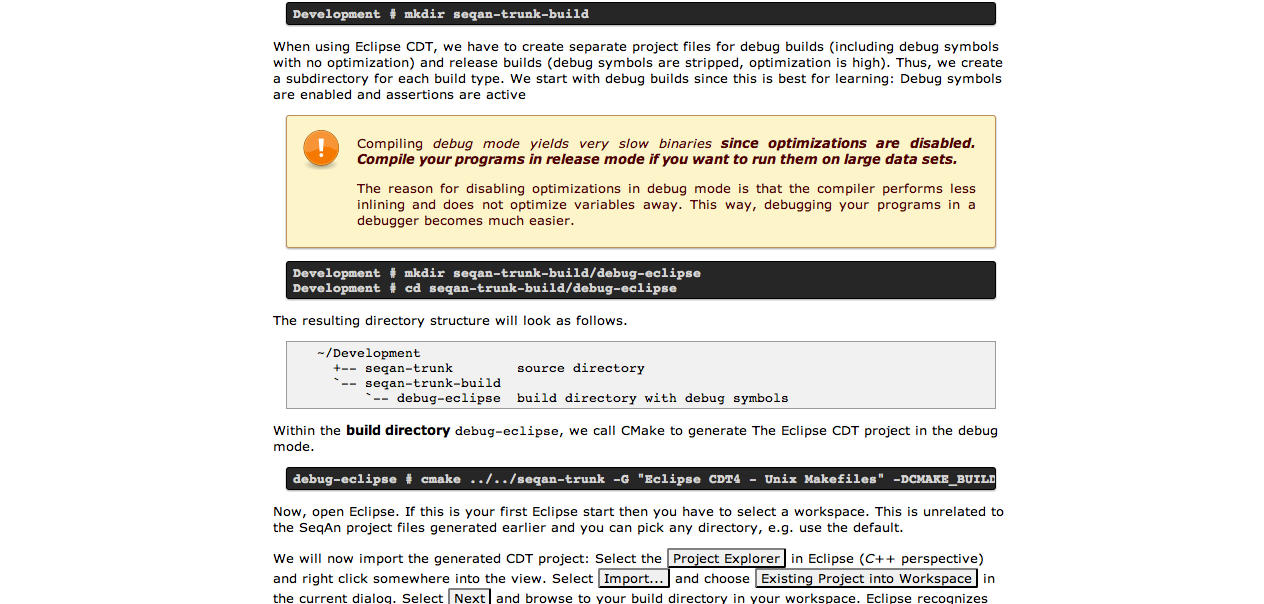 Development # mkdir seqan-trunk-build
When using Eclipse CDT, we have to create separate project files for debug builds (including debug symbols
with no optimization) and release builds (debug symbols are stripped, optimization is high). Thus, we create
a subdirectory for each build type. We start with debug builds since this is best for learning: Debug symbols
are enabled and assertions are active
Compiling debug mode yields very slow binaries since optimizations are disabled.
Compile your programs in release mode if you want to run them on large data sets.
The reason for disabling optimizations in debug mode is that the compiler performs less
inlining and does not optimize variables away. This way, debugging your programs in a
debugger becomes much easier.
Development # mkdir seqan-trunk-build/debug-eclipse
Development # cd seqan-trunk-build/debug-eclipse
The resulting directory structure will look as follows.
~/Development
+-- seqan-trunk        source directory
`-- seqan-trunk-build
`-- debug-eclipse  build directory with debug symbols
Within the build directory debug-eclipse, we call CMake to generate The Eclipse CDT project in the debug
mode.
debug-eclipse # cmake ../../seqan-trunk -G "Eclipse CDT4 - Unix Makefiles" -DCMAKE_BUILD
Now, open Eclipse. If this is your first Eclipse start then you have to select a workspace. This is unrelated to
the SeqAn project files generated earlier and you can pick any directory, e.g. use the default.
We will now import the generated CDT project: Select the Project Explorer in Eclipse (C++ perspective)
and right click somewhere into the view. Select Import... and choose Existing Project into Workspace in
the current dialog. Select Next and browse to your build directory in your workspace. Eclipse recognizes